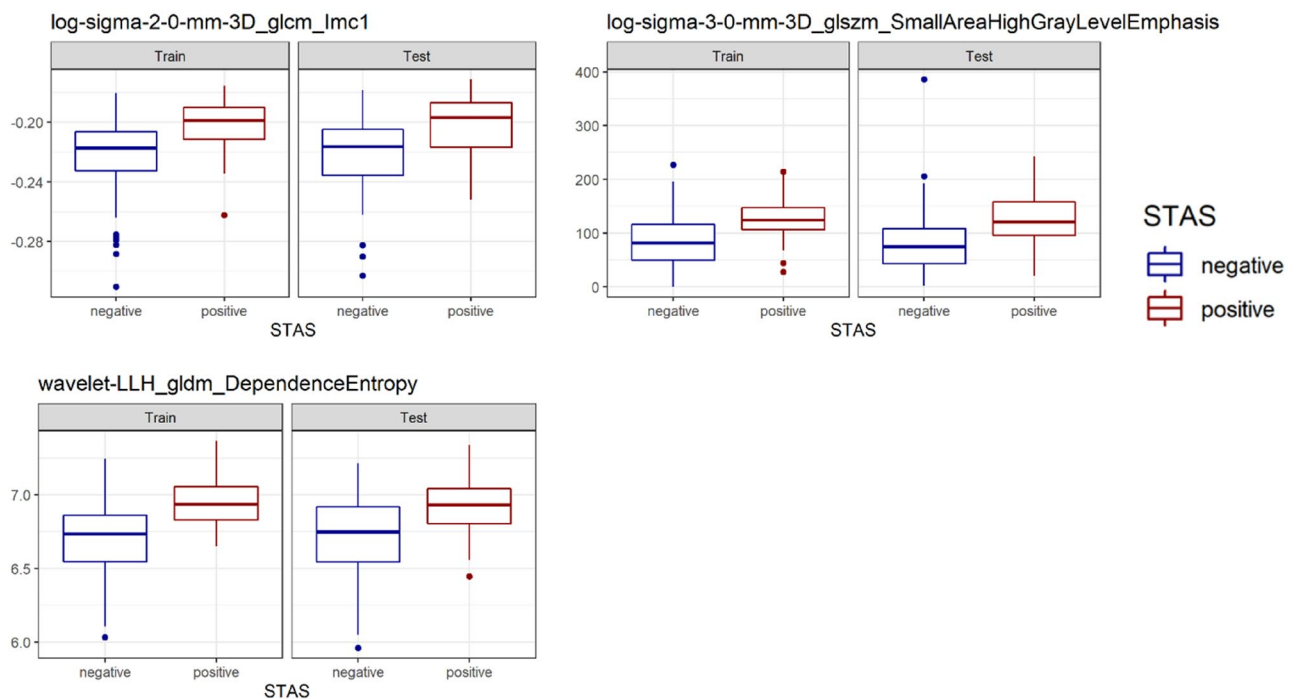 log-sigma-2-0-mm-3D_glcm_Imc1
Train Test
-0.20
-0.24
-0.28
negative positive negative positive
STAS
log-sigma-3-0-mm-3D_glszm_SmallAreaHighGrayLevelEmphasis
Train Test
400
300
200
100
0
negative positive negative positive
STAS
STAS
negative
positive
wavelet-LLH_gldm_DependenceEntropy
Train Test
7.0
6.5
6.0
negative positive negative positive
STAS